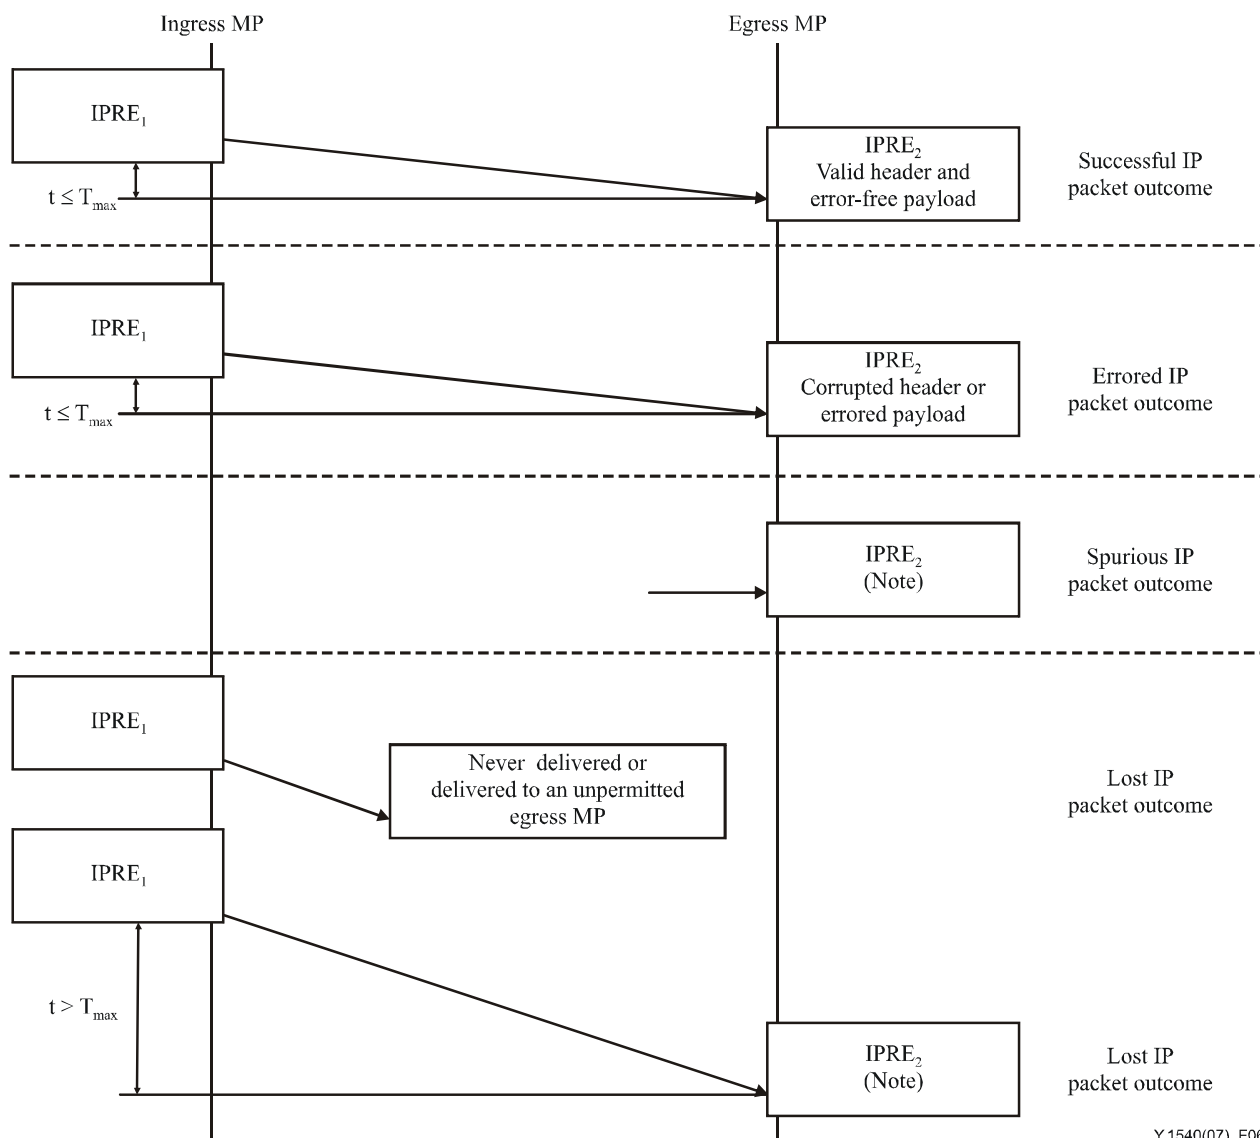 Ingress MP
Egress MP
IPRE₁
t ≤ Tmax
IPRE₂
Valid header and
error-free payload
Successful IP
packet outcome
IPRE₁
t ≤ Tmax
IPRE₂
Corrupted header or
errored payload
Errored IP
packet outcome
IPRE₂
(Note)
Spurious IP
packet outcome
IPRE₁
Never delivered or
delivered to an unpermitted
egress MP
Lost IP
packet outcome
IPRE₁
t > Tmax
IPRE₂
(Note)
Lost IP
packet outcome
Y.1540(07)_F06